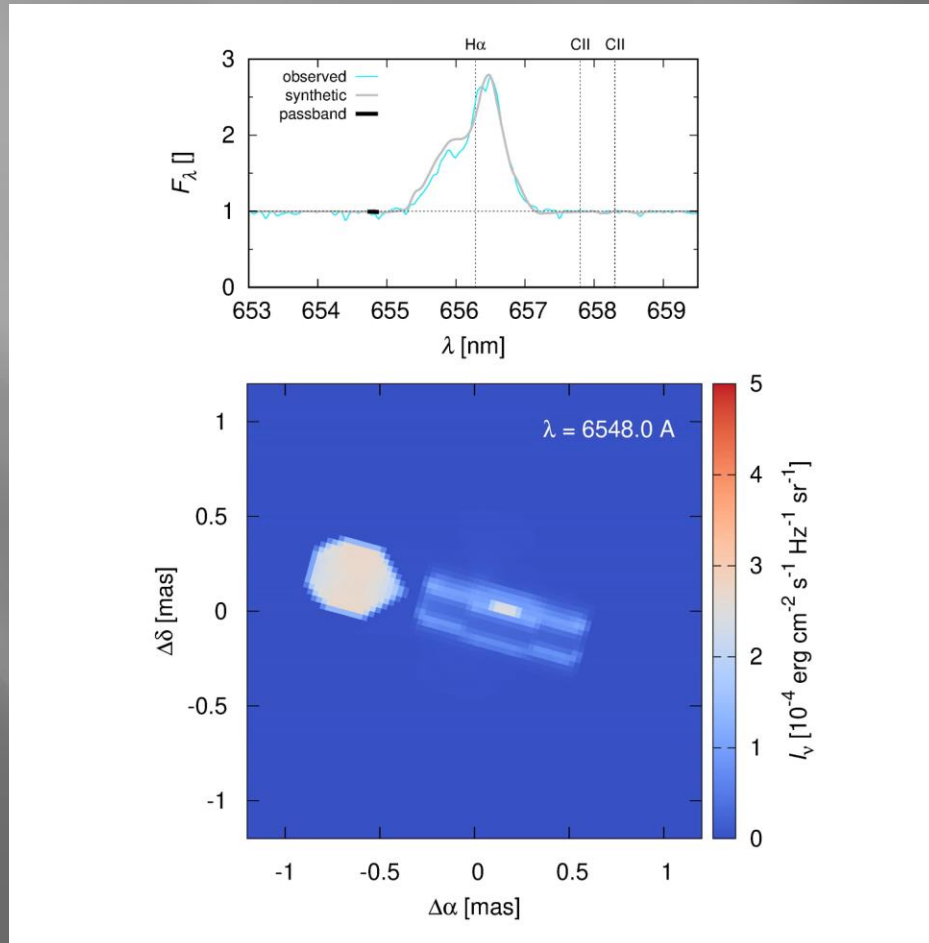 Hα CII CII
3
2
1
0
observed
synthetic
passband
F_λ []
653 654 655 656 657 658 659
λ [nm]
λ = 6548.0 A
1
0.5
0
-0.5
-1
Δδ [mas]
-1 -0.5 0 0.5 1
Δα [mas]
5
4
3
2
1
0
I_ν [10^-4 erg cm^-2 s^-1 Hz^-1 sr^-1]